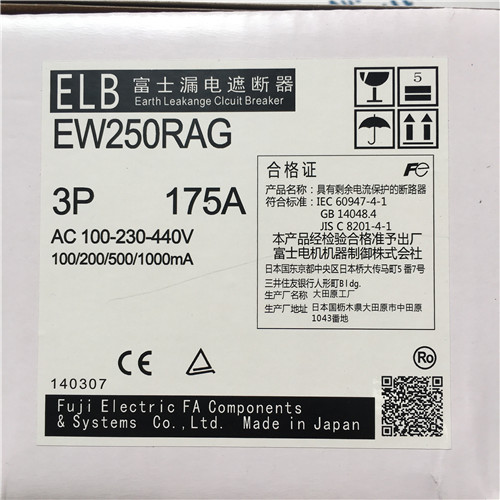 ELB 富士漏电遮断器
Earth Leakange CIcuit Breaker
EW250RAG
3P 175A
AC 100-230-440V
100/200/500/1000mA
5
合格证 Fe
产品名称: 具有剩余电流保护的断路器
符合标准: IEC 60947-4-1
GB 14048.4
JIS C 8201-4-1
本产品经检验合格准予出厂
富士电机机器制御株式会社
日本国东京都中央区日本桥大传马町5番7号
三井住友银行人形町Bldg.
生产厂名称: 大田原工厂
生产厂地址: 日本国栃木県大田原市中田原
1043番地
CE
Ro
140307
Fuji Electric FA Components
& Systems Co.,Ltd. Made in Japan